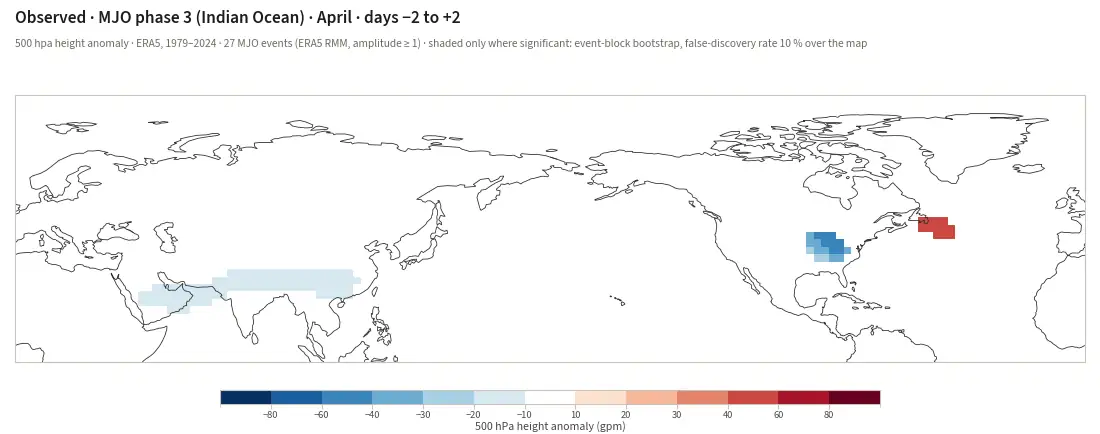 Observed · MJO phase 3 (Indian Ocean) · April · days −2 to +2
500 hpa height anomaly · ERA5, 1979–2024 · 27 MJO events (ERA5 RMM, amplitude ≥ 1) · shaded only where significant: event-block bootstrap, false-discovery rate 10 % over the map
−80 −60 −40 −30 −20 −10 10 20 30 40 60 80
500 hPa height anomaly (gpm)